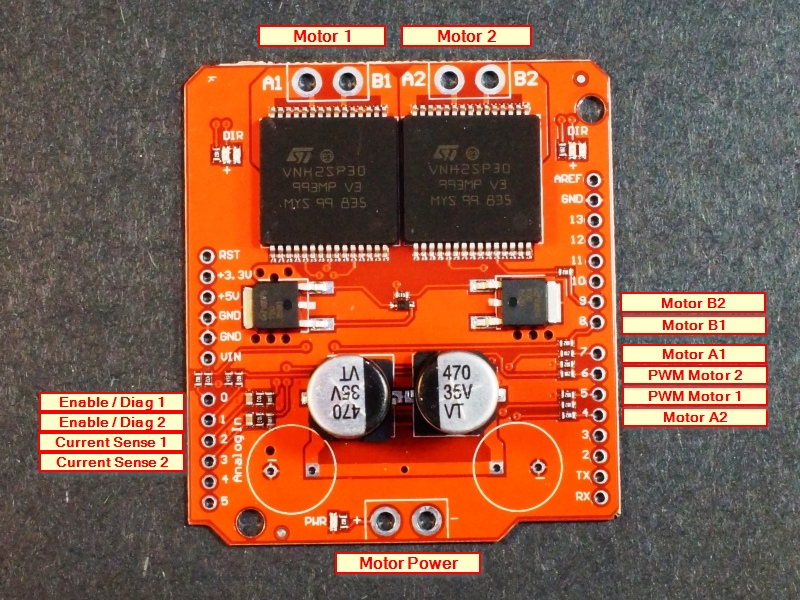 Motor 1 Motor 2
A1 B1 A2 B2
DIR DIR
ST ST
VNH2SP30 VNH2SP30
993MP V3 993MP V3
MYS 99 835 MYS 99 835
AREF
GND
13
12
11
10
9 Motor B2
8 Motor B1
7 Motor A1
6 PWM Motor 2
5 PWM Motor 1
4 Motor A2
3
2
TX
RX
RST
+3.3V
+5V
GND
GND
VIN
Enable / Diag 1 0
Enable / Diag 2 1
Current Sense 1 2
Current Sense 2 3
4
5
Analog In
470
35V
VT
470
35V
VT
PWR + -
Motor Power